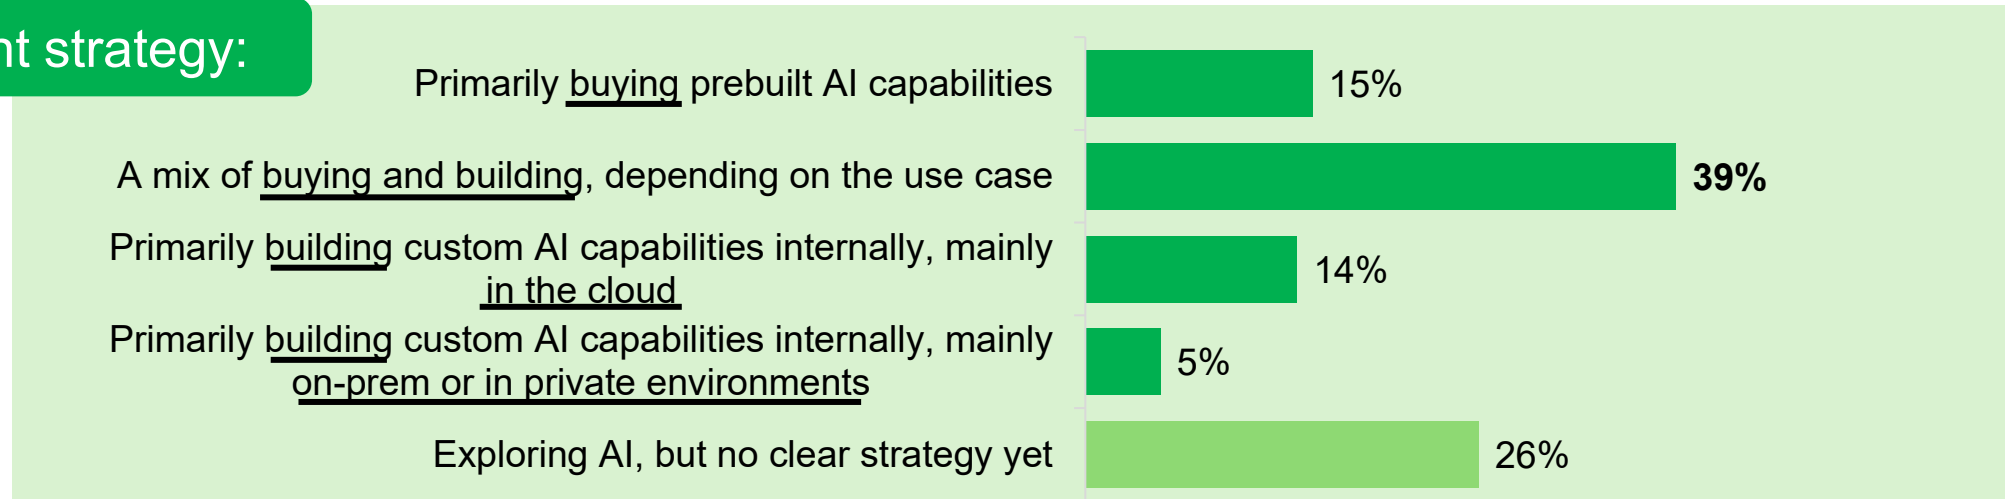 nt strategy:
Primarily buying prebuilt AI capabilities
15%
A mix of buying and building, depending on the use case
39%
Primarily building custom AI capabilities internally, mainly
in the cloud
14%
Primarily building custom AI capabilities internally, mainly
on-prem or in private environments
5%
Exploring AI, but no clear strategy yet
26%